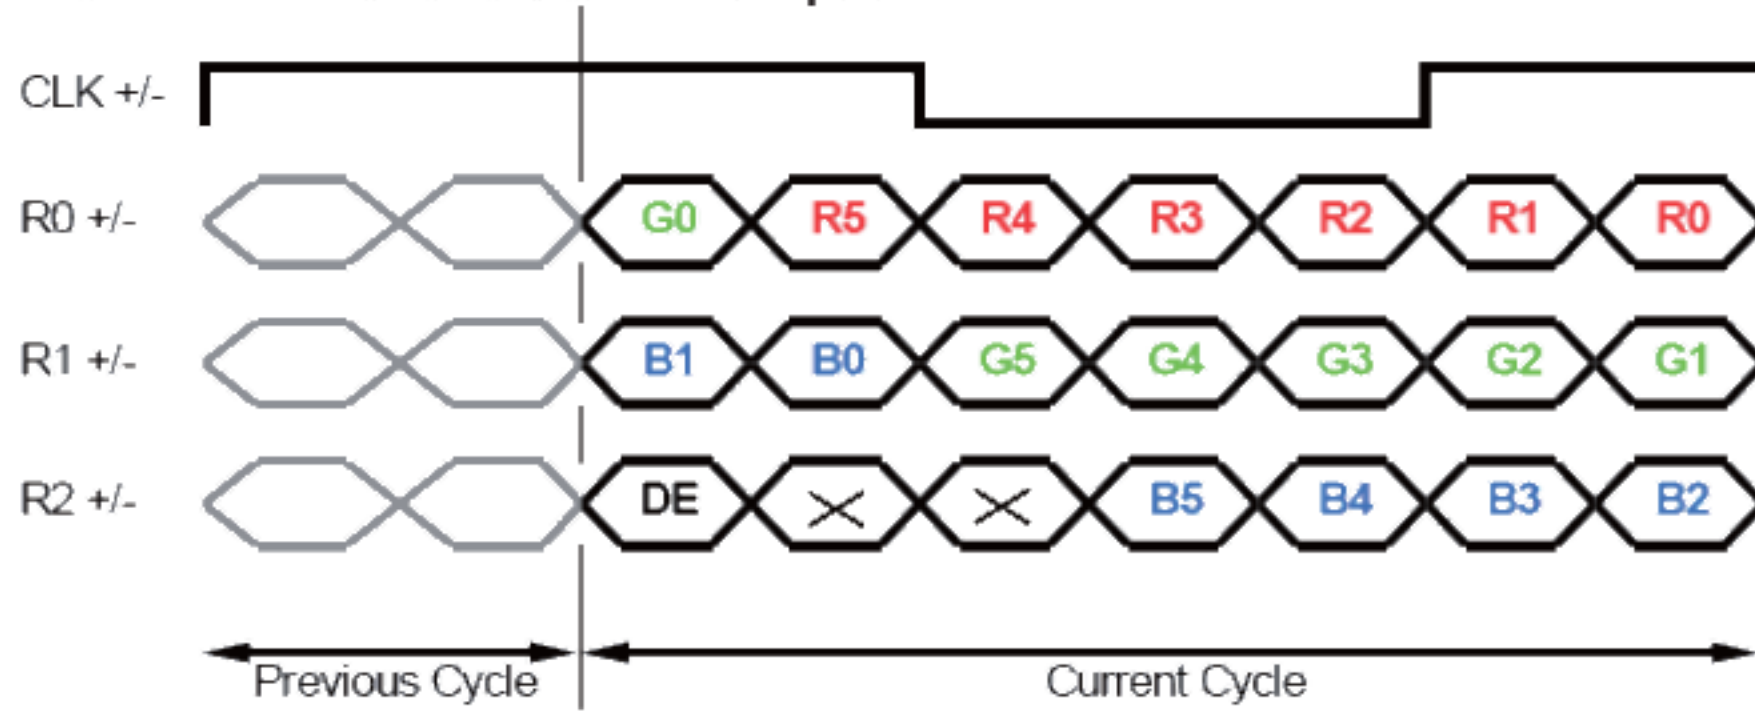 CLK +/-
R0 +/- G0 R5 R4 R3 R2 R1 R0
R1 +/- B1 B0 G5 G4 G3 G2 G1
R2 +/- DE B5 B4 B3 B2
Previous Cycle Current Cycle